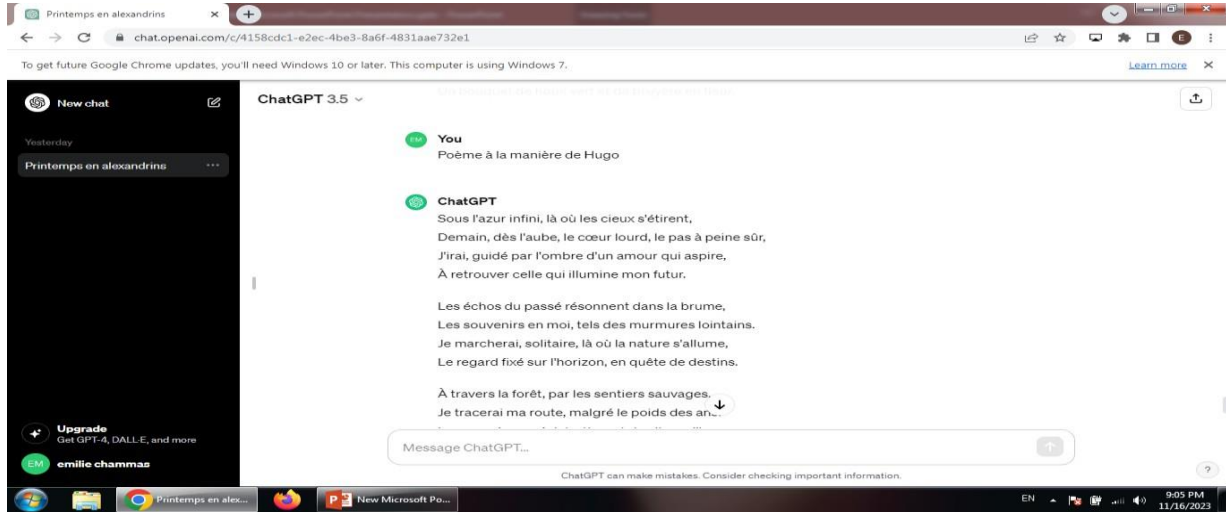 Printemps en alexandrins
chat.openai.com/c/4158cdc1-e2ec-4be3-8a6f-4831aae732e1
E
To get future Google Chrome updates, you'll need Windows 10 or later. This computer is using Windows 7.
Learn more
New chat
ChatGPT 3.5
Yesterday
Printemps en alexandrins
EM
You
Poème à la manière de Hugo
ChatGPT
Sous l'azur infini, là où les cieux s'étirent,
Demain, dès l'aube, le cœur lourd, le pas à peine sûr,
J'irai, guidé par l'ombre d'un amour qui aspire,
À retrouver celle qui illumine mon futur.
Les échos du passé résonnent dans la brume,
Les souvenirs en moi, tels des murmures lointains.
Je marcherai, solitaire, là où la nature s'allume,
Le regard fixé sur l'horizon, en quête de destins.
À travers la forêt, par les sentiers sauvages.
Je tracerai ma route, malgré le poids des
Upgrade
Get GPT-4, DALL·E, and more
EM
emilie chammas
Message ChatGPT...
ChatGPT can make mistakes. Consider checking important information.
?
Printemps en alex...
New Microsoft Po...
EN
9:05 PM
11/16/2023